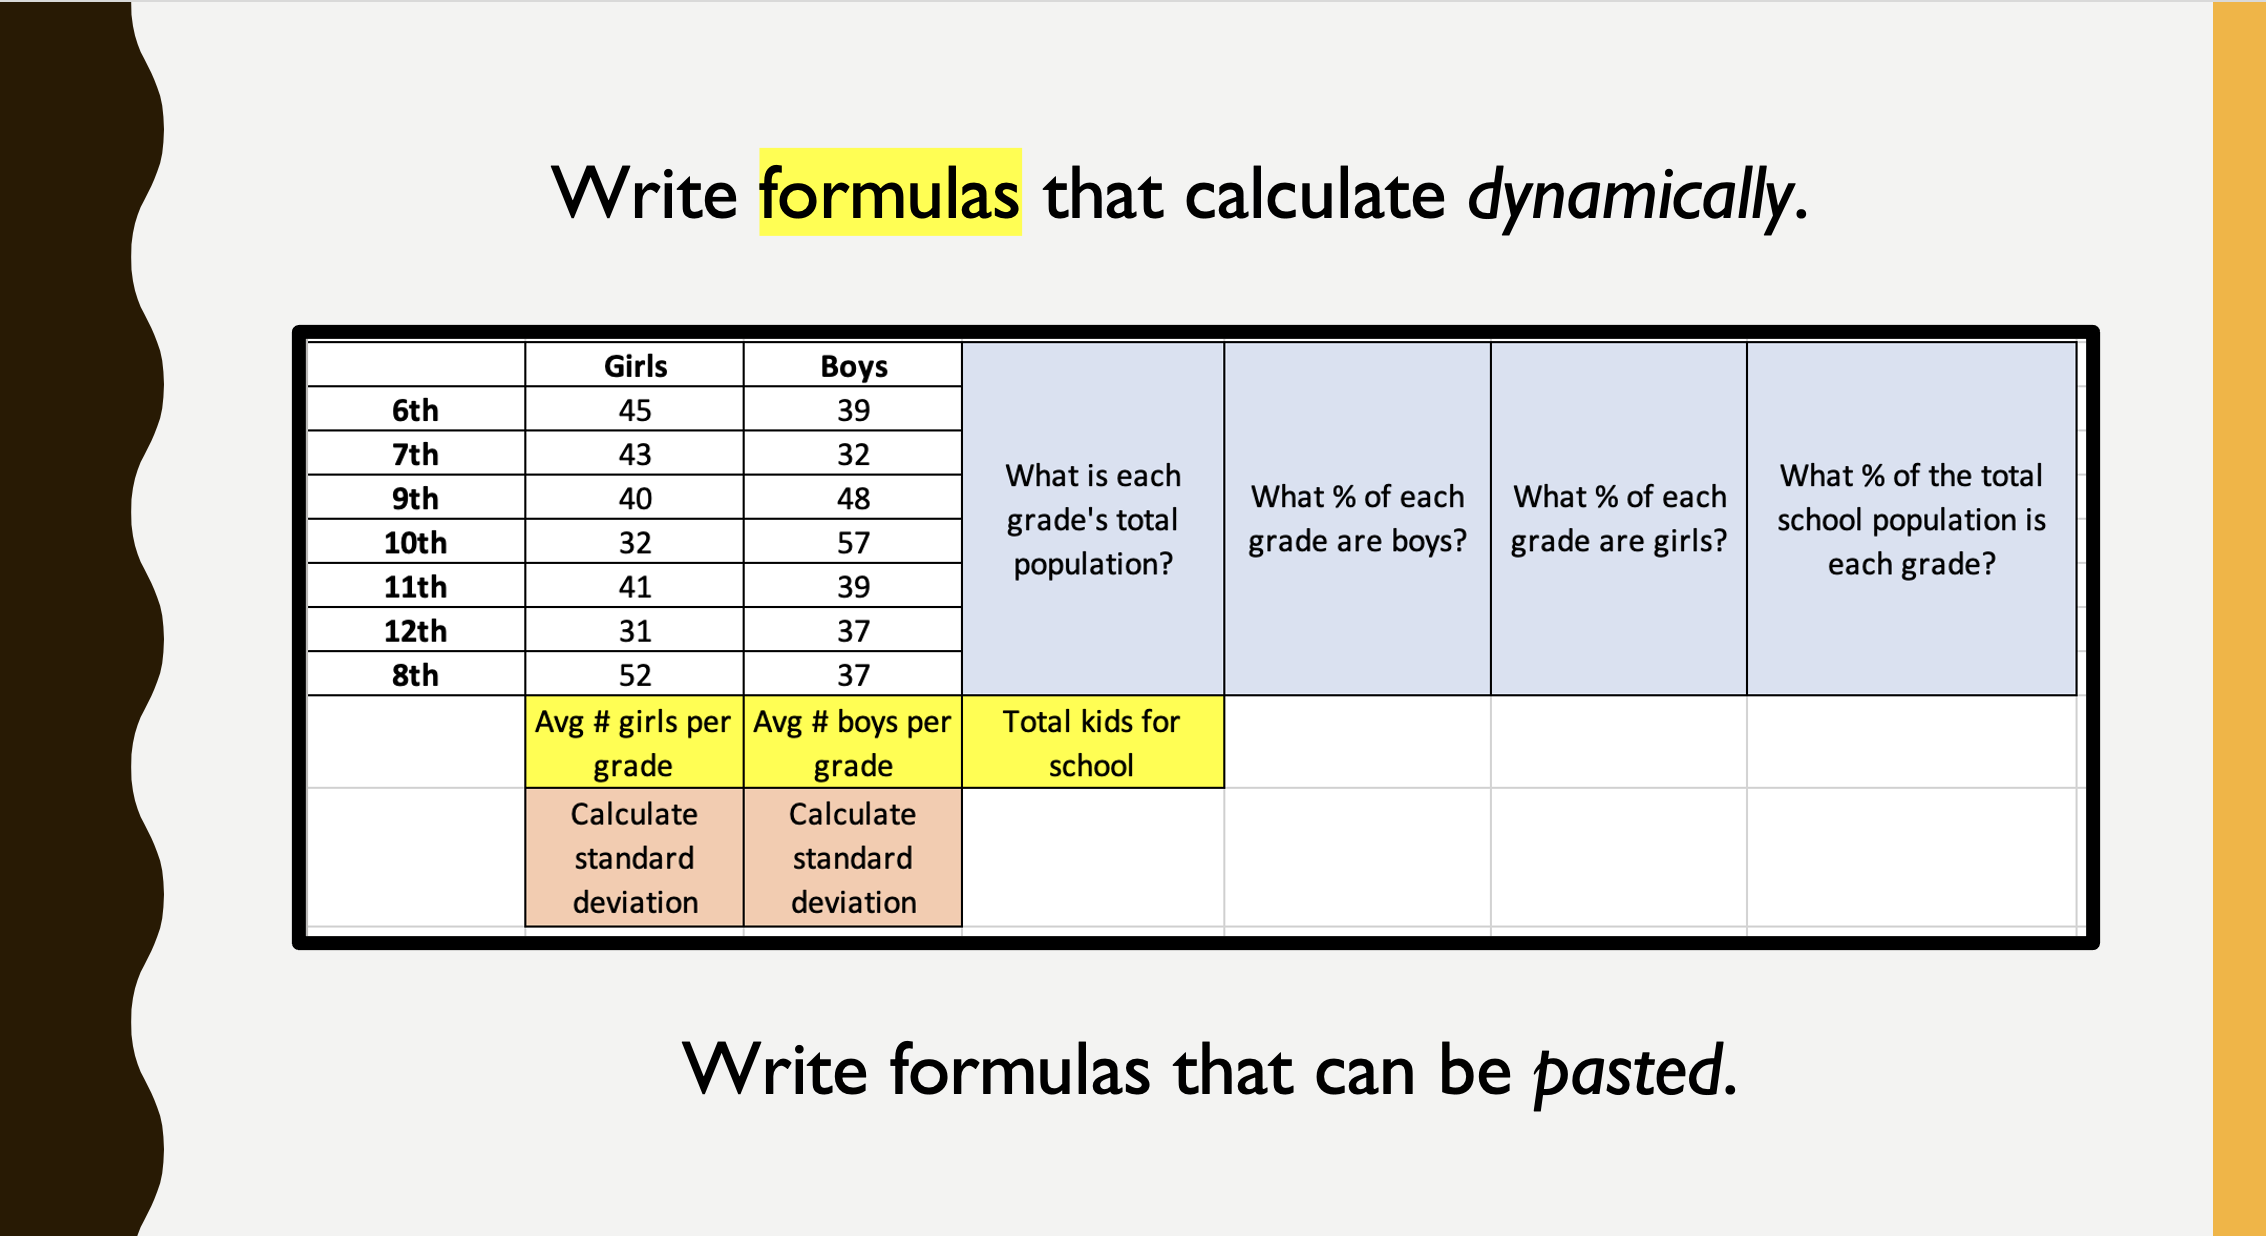 Write formulas that calculate dynamically.
Girls Boys
6th 45 39
7th 43 32
9th 40 48
10th 32 57
11th 41 39
12th 31 37
8th 52 37
What is each
grade's total
population?
What % of each
grade are boys?
What % of each
grade are girls?
What % of the total
school population is
each grade?
Avg # girls per
grade
Avg # boys per
grade
Total kids for
school
Calculate
standard
deviation
Calculate
standard
deviation
Write formulas that can be pasted.